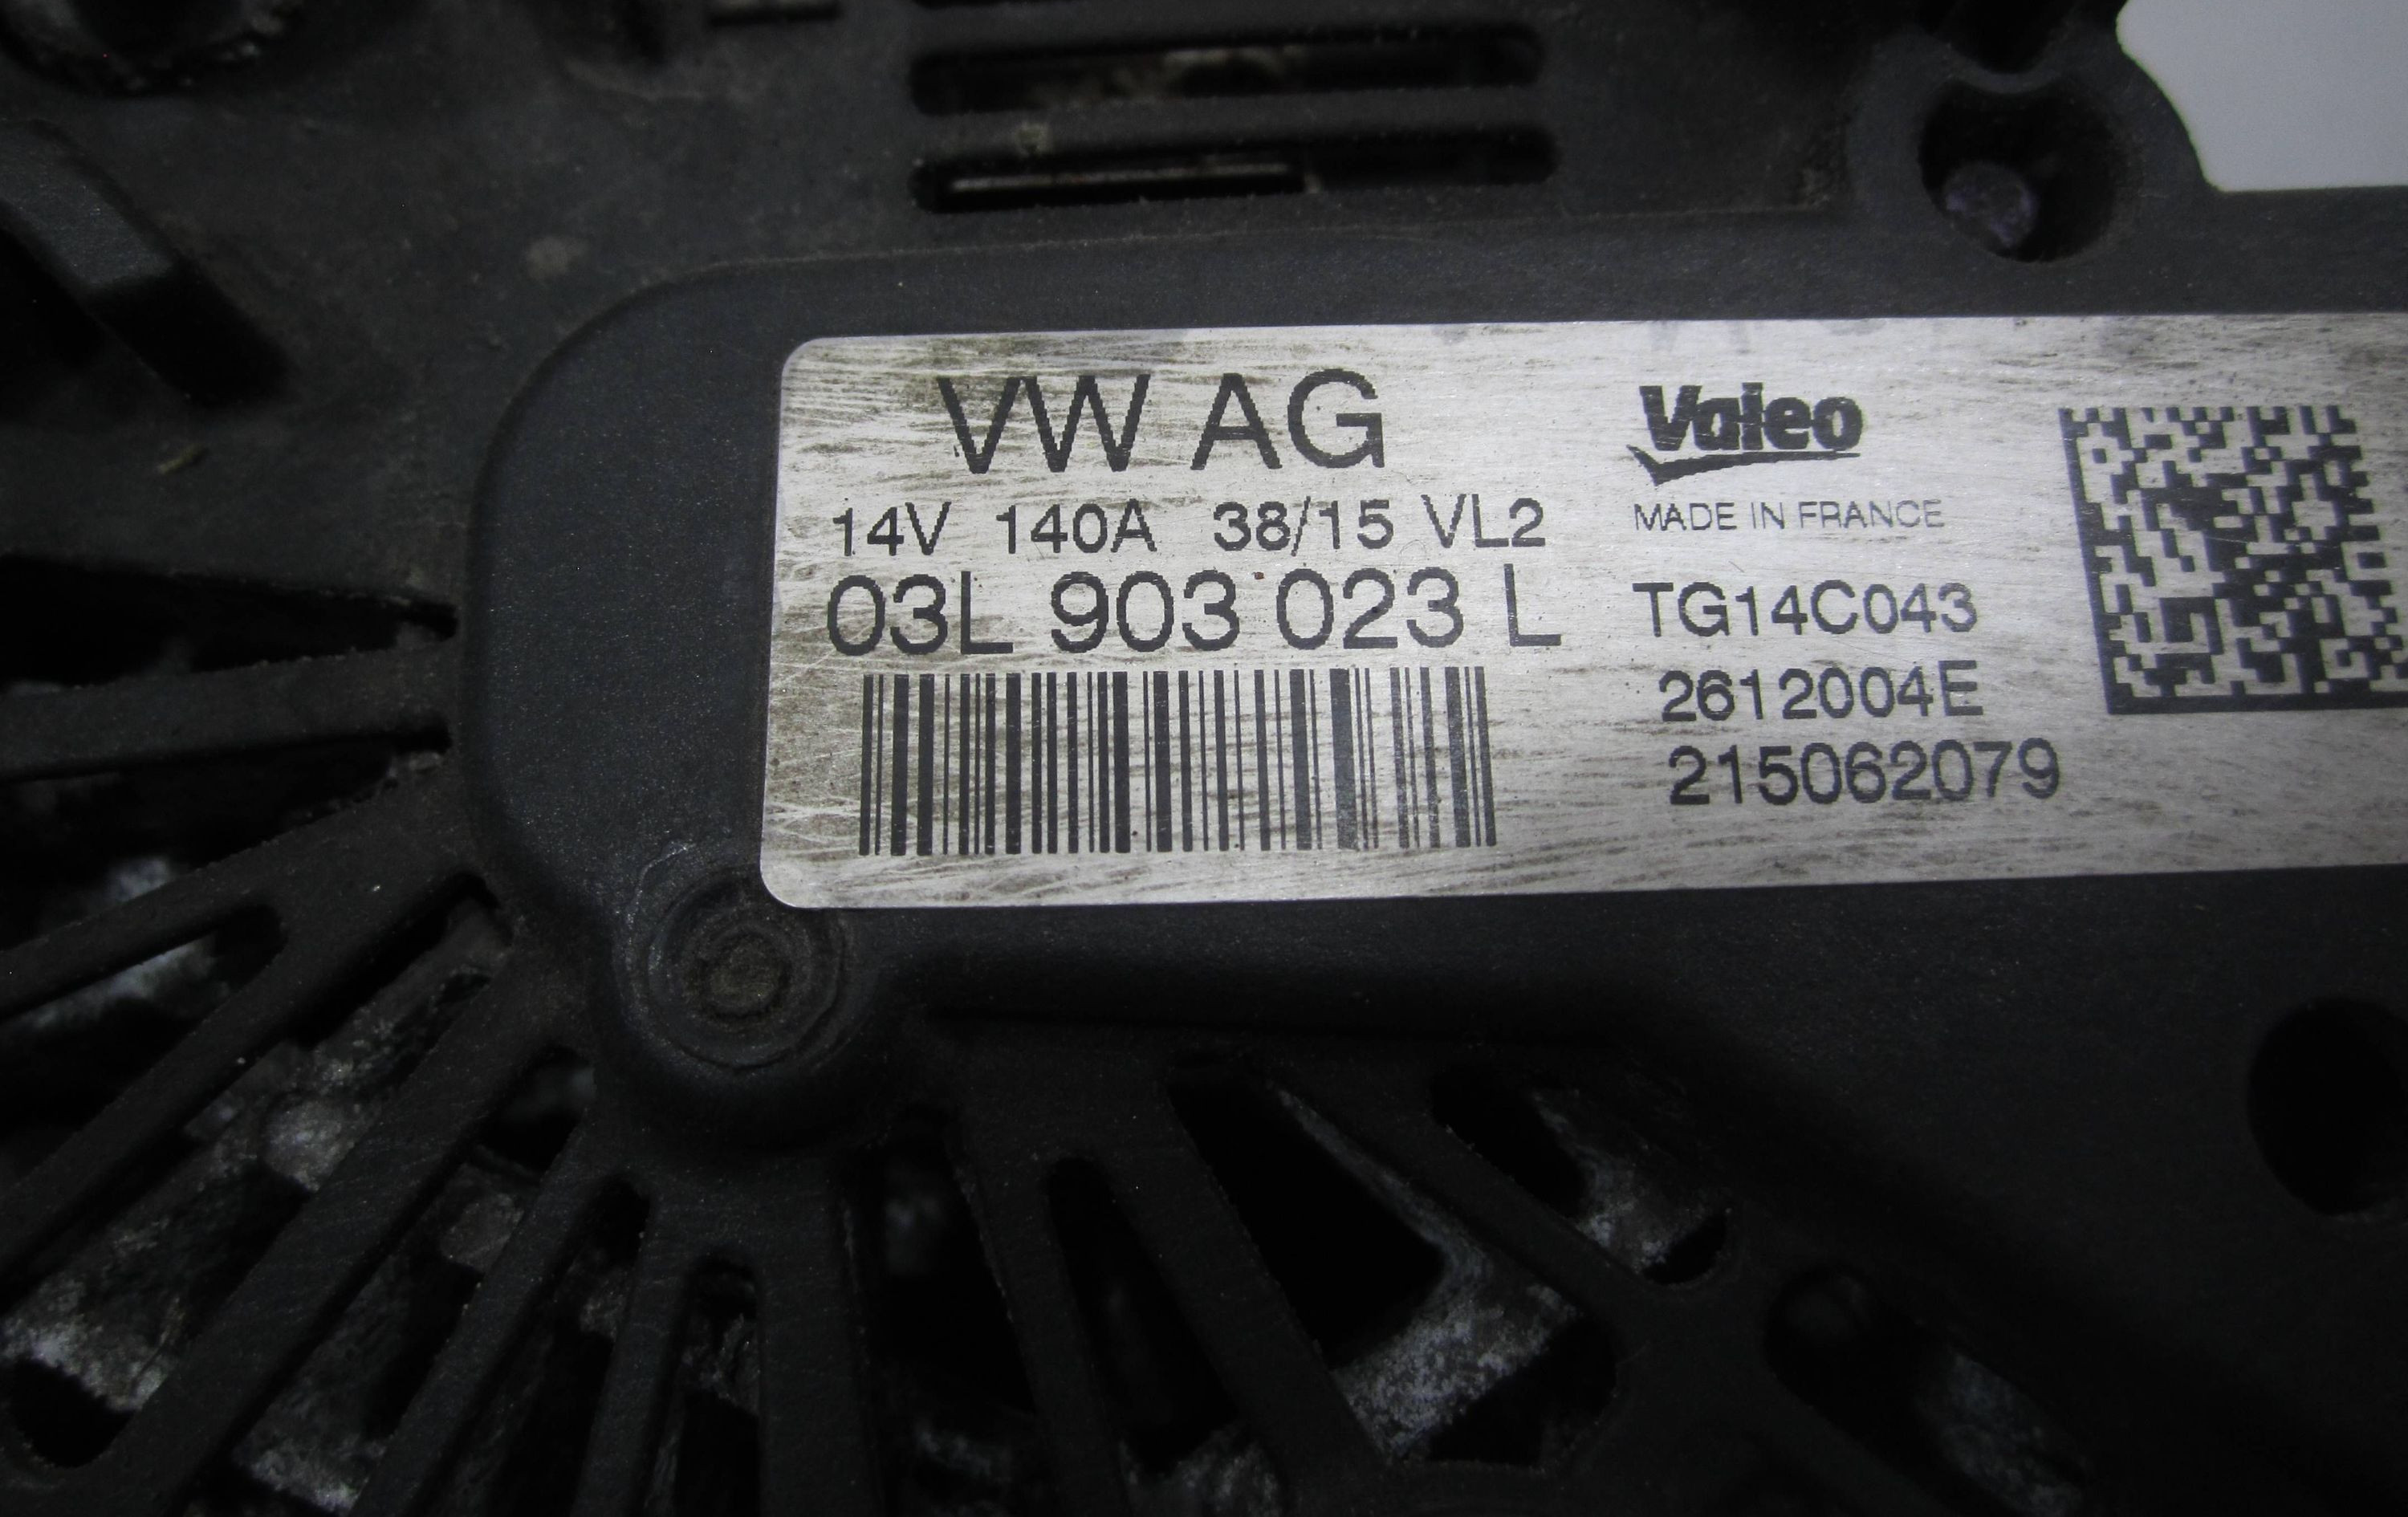 VW AG
14V 140A 38/15 VL2
03L 903 023 L
Valeo
MADE IN FRANCE
TG14C043
2612004E
215062079